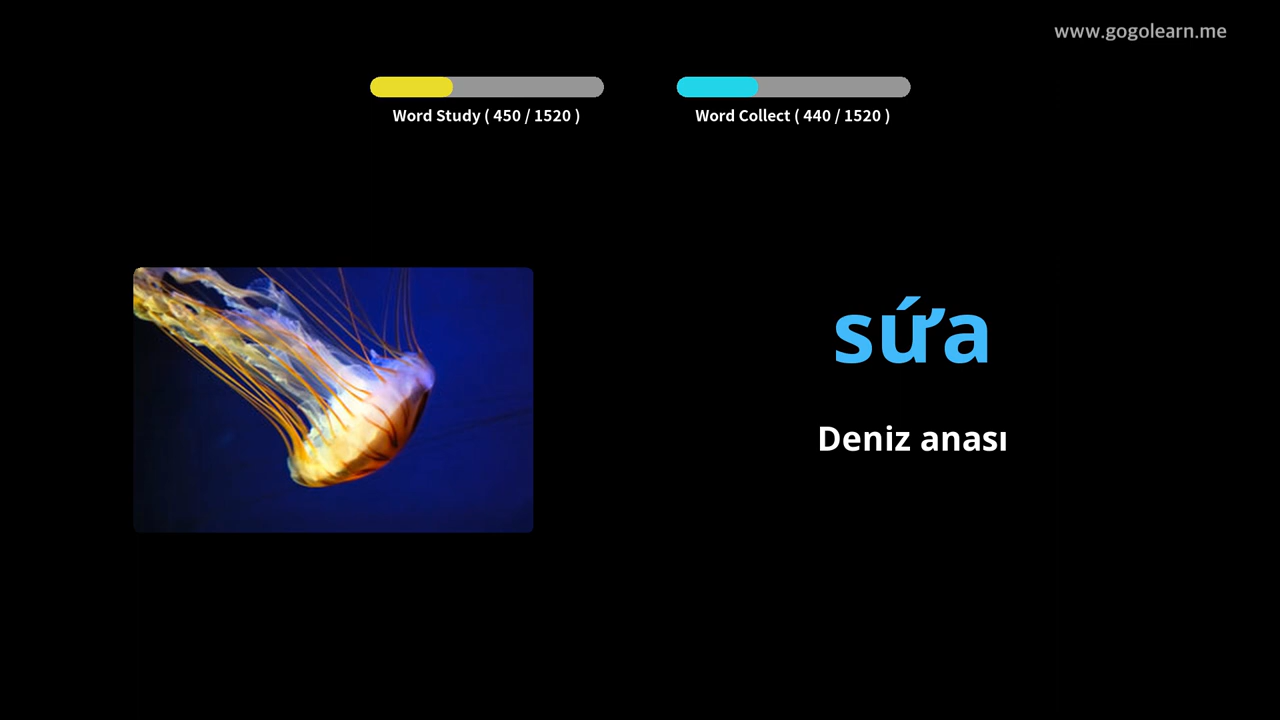 www.gogolearn.me
Word Study ( 450 / 1520 )
Word Collect ( 440 / 1520 )
sứa
Deniz anası